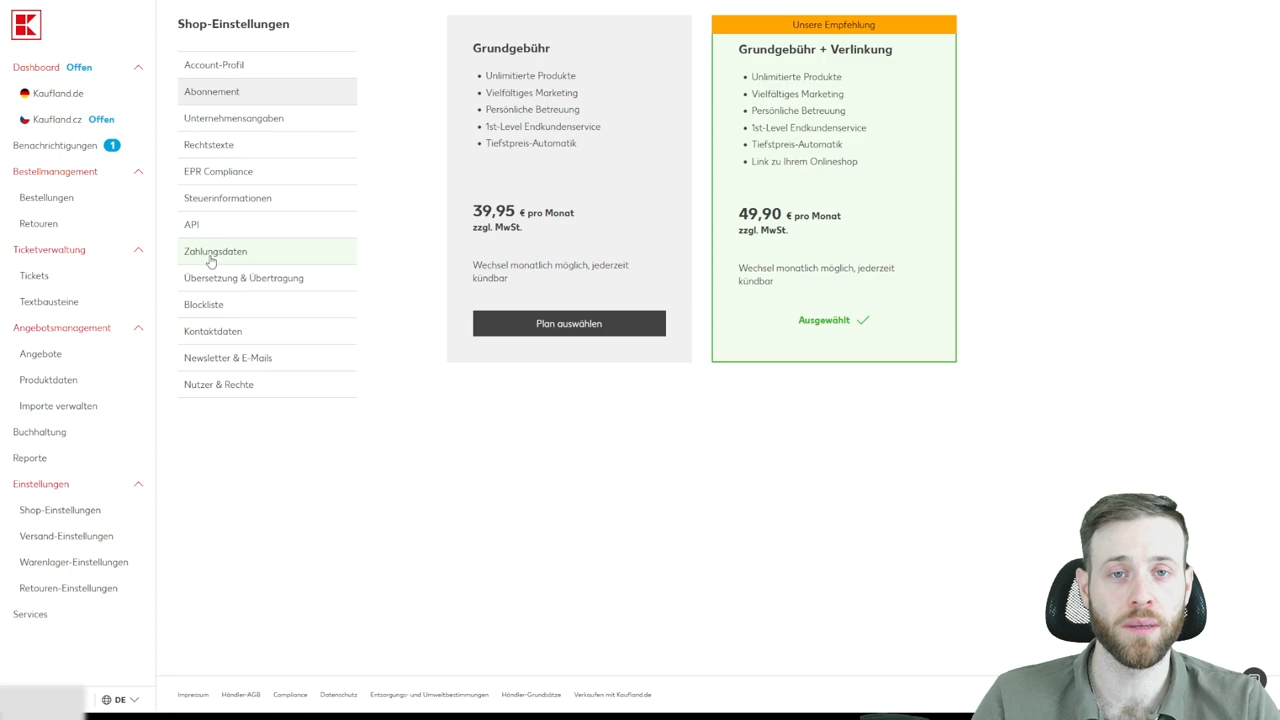 Dashboard Offen
Kaufland.de
Kaufland.cz Offen
Benachrichtigungen 1
Bestellmanagement
Bestellungen
Retouren
Ticketverwaltung
Tickets
Textbausteine
Angebotsmanagement
Angebote
Produktdaten
Importe verwalten
Buchhaltung
Reporte
Einstellungen
Shop-Einstellungen
Versand-Einstellungen
Warenlager-Einstellungen
Retouren-Einstellungen
Services
DE
Shop-Einstellungen
Account-Profil
Abonnement
Unternehmensangaben
Rechtstexte
EPR Compliance
Steuerinformationen
API
Zahlungsdaten
Übersetzung & Übertragung
Blockliste
Kontaktdaten
Newsletter & E-Mails
Nutzer & Rechte
Grundgebühr
• Unlimitierte Produkte
• Vielfältiges Marketing
• Persönliche Betreuung
• 1st-Level Endkundenservice
• Tiefstpreis-Automatik
39,95 € pro Monat
zzgl. MwSt.
Wechsel monatlich möglich, jederzeit
kündbar
Plan auswählen
Unsere Empfehlung
Grundgebühr + Verlinkung
• Unlimitierte Produkte
• Vielfältiges Marketing
• Persönliche Betreuung
• 1st-Level Endkundenservice
• Tiefstpreis-Automatik
• Link zu Ihrem Onlineshop
49,90 € pro Monat
zzgl. MwSt.
Wechsel monatlich möglich, jederzeit
kündbar
Ausgewählt
Impressum Händler-AGB Compliance Datenschutz Entsorgungs- und Umweltbestimmungen Händler-Grundsätze Verkaufen mit Kaufland.de